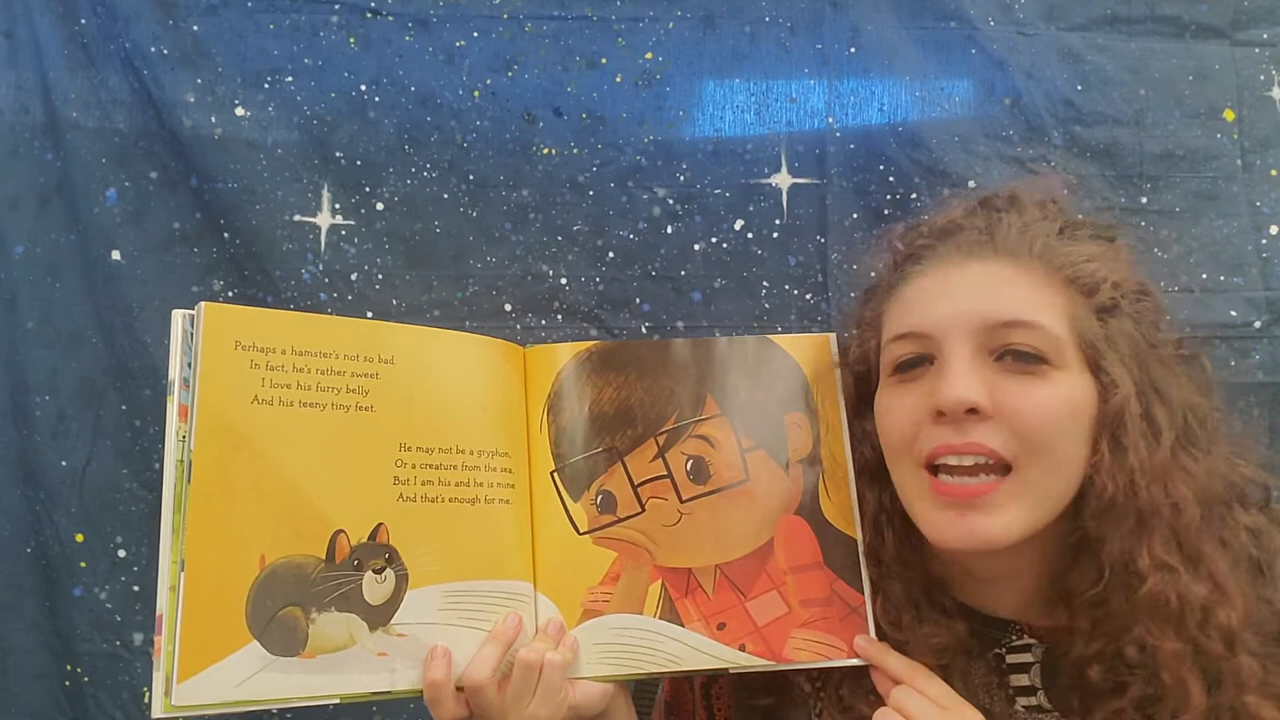 Perhaps a hamster's not so bad.
In fact, he's rather sweet.
I love his furry belly
And his teeny tiny feet.
He may not be a gryphon,
Or a creature from the sea,
But I am his and he is mine
And that's enough for me.